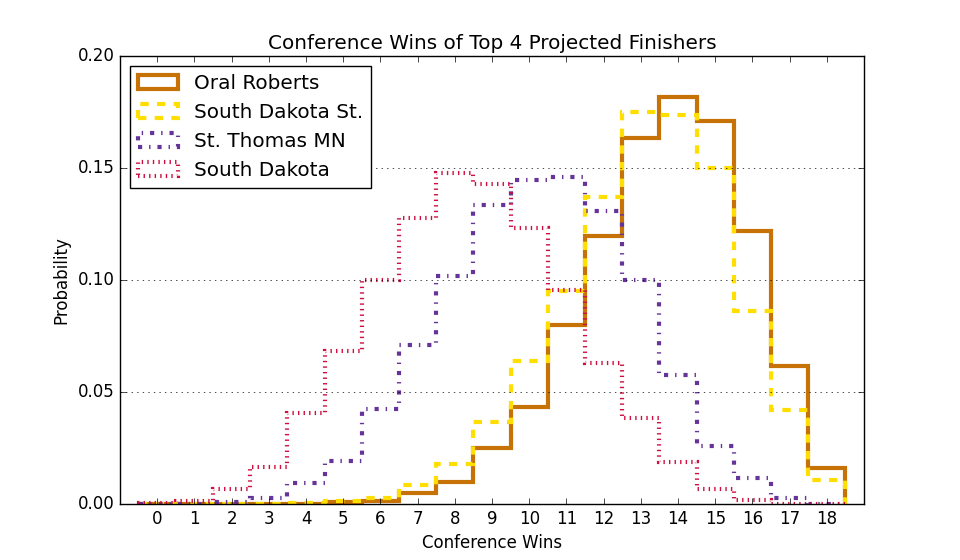 Conference Wins of Top 4 Projected Finishers
0.20
0.15
0.10
0.05
0.00
Probability
Oral Roberts
South Dakota St.
St. Thomas MN
South Dakota
0 1 2 3 4 5 6 7 8 9 10 11 12 13 14 15 16 17 18
Conference Wins